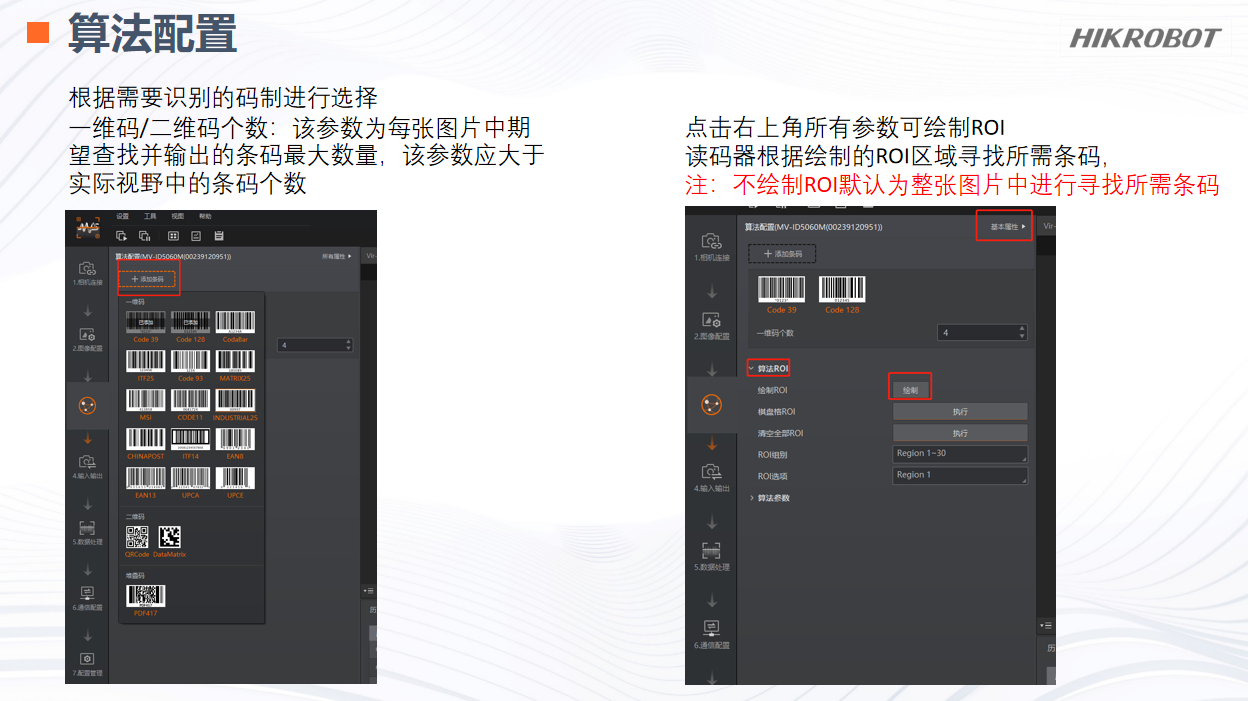 算法配置
HIKROBOT
根据需要识别的码制进行选择
一维码/二维码个数：该参数为每张图片中期
望查找并输出的条码最大数量，该参数应大于
实际视野中的条码个数
点击右上角所有参数可绘制ROI
读码器根据绘制的ROI区域寻找所需条码,
注：不绘制ROI默认为整张图片中进行寻找所需条码
设置 工具 视图 帮助
算法配置(MV-ID5060M(00239120951))
所有属性
Vir-
添加条码
1.相机连接
2.图像配置
4.输入输出
5.数据处理
6.通信配置
7.配置管理
一维码
已添加 已添加
Code 39 Code 128 CodaBar
4
ITF25 Code 93 MATRIX25
MSI CODE11 INDUSTRIAL25
CHINAPOST ITF14 EAN8
EAN13 UPCA UPCE
二维码
QRCode DataMatrix
堆叠码
PDF417
PDF417
历
算法配置(MV-ID5060M(00239120951))
基本属性
Vir-
添加条码
1.相机连接
2.图像配置
4.输入输出
5.数据处理
6.通信配置
Code 39 Code 128
一维码个数 4
算法ROI
绘制ROI 绘制
棋盘格ROI 执行
清空全部ROI 执行
ROI组别 Region 1~30
ROI选项 Region 1
算法参数
历